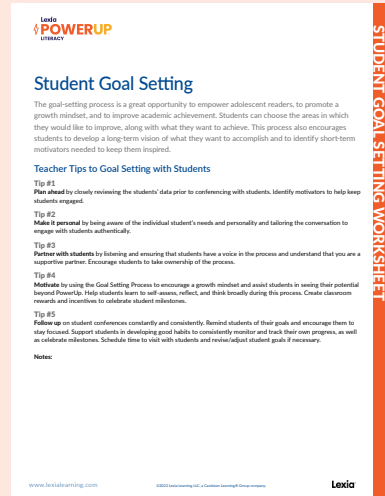 Lexia
POWERUP
LITERACY
Student Goal Setting
The goal-setting process is a great opportunity to empower adolescent readers, to promote a
growth mindset, and to improve academic achievement. Students can choose the areas in which
they would like to improve, along with what they want to achieve. This process also encourages
students to develop a long-term vision of what they want to accomplish and to identify short-term
motivators needed to keep them inspired.
Teacher Tips to Goal Setting with Students
Tip #1
Plan ahead by closely reviewing the students' data prior to conferencing with students. Identify motivators to help keep
students engaged.
Tip #2
Make it personal by being aware of the individual student's needs and personality and tailoring the conversation to
engage with students authentically.
Tip #3
Partner with students by listening and ensuring that students have a voice in the process and understand that you are a
supportive partner. Encourage students to take ownership of the process.
Tip #4
Motivate by using the Goal Setting Process to encourage a growth mindset and assist students in seeing their potential
beyond PowerUp. Help students learn to self-assess, reflect, and think broadly during this process. Create classroom
rewards and incentives to celebrate student milestones.
Tip #5
Follow up on student conferences constantly and consistently. Remind students of their goals and encourage them to
stay focused. Support students in developing good habits to consistently monitor and track their own progress, as well
as celebrate milestones. Schedule time to visit with students and revise/adjust student goals if necessary.
Notes:
www.lexialearning.com
©2022 Lexia Learning LLC, a Cambium Learning® Group company.
Lexia
STUDENT GOAL SETTING WORKSHEET